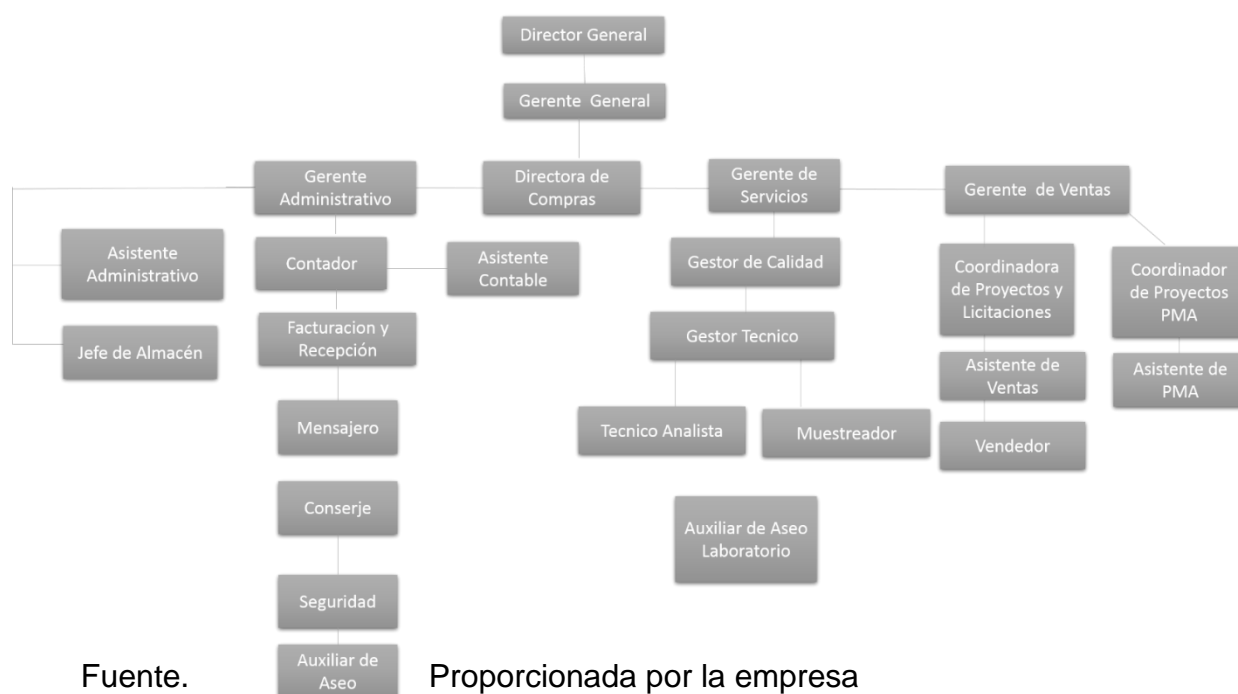 Director General
Gerente General
Gerente
Administrativo
Directora de
Compras
Gerente de
Servicios
Gerente de Ventas
Asistente
Administrativo
Contador
Asistente
Contable
Gestor de Calidad
Coordinadora
de Proyectos y
Licitaciones
Coordinador
de Proyectos
PMA
Jefe de Almacén
Facturacion y
Recepción
Gestor Tecnico
Asistente de
Ventas
Asistente de
PMA
Mensajero
Tecnico Analista
Muestreador
Vendedor
Conserje
Auxiliar de Aseo
Laboratorio
Seguridad
Auxiliar de
Aseo
Fuente. Proporcionada por la empresa